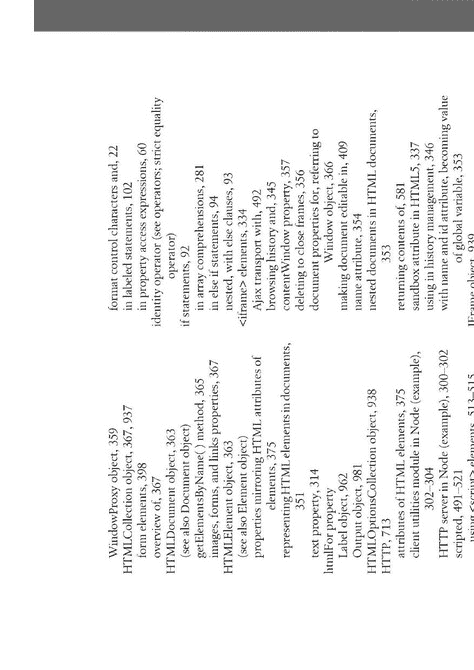 WindowProxy object, 359
HTMLCollection object, 367, 937
form elements, 398
overview of, 367
HTMLDocument object, 363
(see also Document object)
getElementsByName( ) method, 365
images, forms, and links properties, 367
HTMLElement object, 363
(see also Element object)
properties mirroring HTML attributes of
elements, 375
representing HTML elements in documents,
351
text property, 314
htmlFor property
Label object, 962
Output object, 981
HTMLOptionsCollection object, 938
HTTP, 713
attributes of HTML elements, 375
client utilities module in Node (example),
302–304
HTTP server in Node (example), 300–302
scripted, 491–521
using <script> elements, 513–515
format control characters and, 22
in labeled statements, 102
in property access expressions, 60
identity operator (see operators; strict equality
operator)
if statements, 92
in array comprehensions, 281
in else if statements, 94
nested, with else clauses, 93
<iframe> elements, 334
Ajax transport with, 492
browsing history and, 345
contentWindow property, 357
deleting to close frames, 356
document properties for, referring to
Window object, 366
making document editable in, 409
name attribute, 354
nested documents in HTML documents,
353
returning contents of, 581
sandbox attribute in HTML5, 337
using in history management, 346
with name and id attribute, becoming value
of global variable, 353
IFrame object, 939